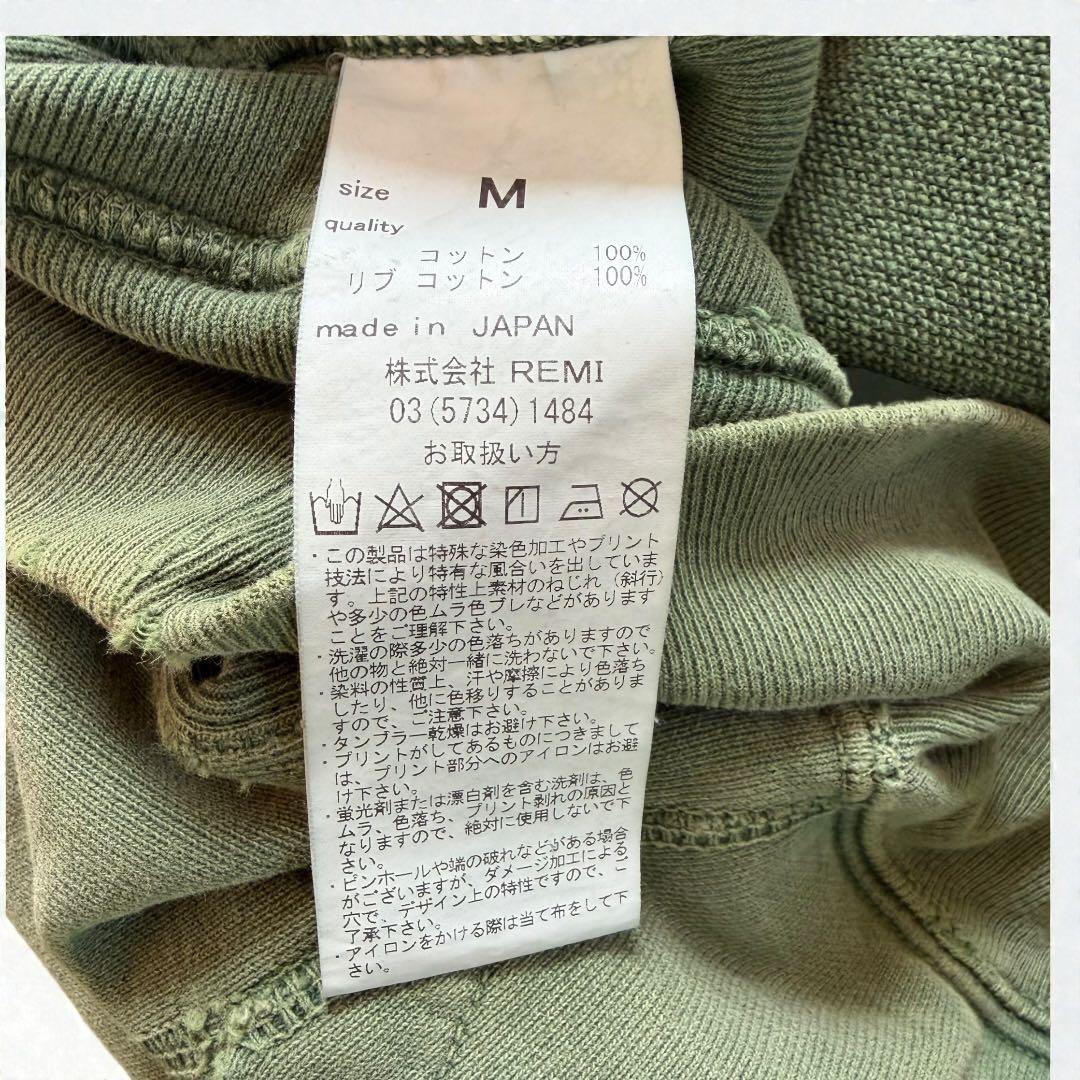 size M
quality
コットン 100%
リブ コットン 100%
made in JAPAN
株式会社 REMI
03(5734)1484
お取扱い方
・この製品は特殊な染色加工やプリント
技法により特有な風合いを出していま
す。上記の特性上素材のねじれ（斜行）
や多少の色ムラ色ブレなどがあります
ことをご理解下さい。
・洗濯の際多少の色落ちがありますので
他の物と絶対一緒に洗わないで下さい。
・染料の性質上、汗や摩擦により色落ち
したり、他に色移りすることがありま
すので、ご注意下さい。
・タンブラー乾燥はお避け下さい。
・プリントがしてあるものにつきまして
は、プリント部分へのアイロンはお避
け下さい。
・蛍光剤または漂白剤を含む洗剤は、色
ムラ、色落ち、プリント剥れの原因と
なりますので、絶対に使用しないで下
さい。
・ピンホールや端の破れなどがある場合
がございますが、ダメージ加工による
穴で、デザイン上の特性ですので、ご
了承下さい。
・アイロンをかける際は当て布をして下
さい。